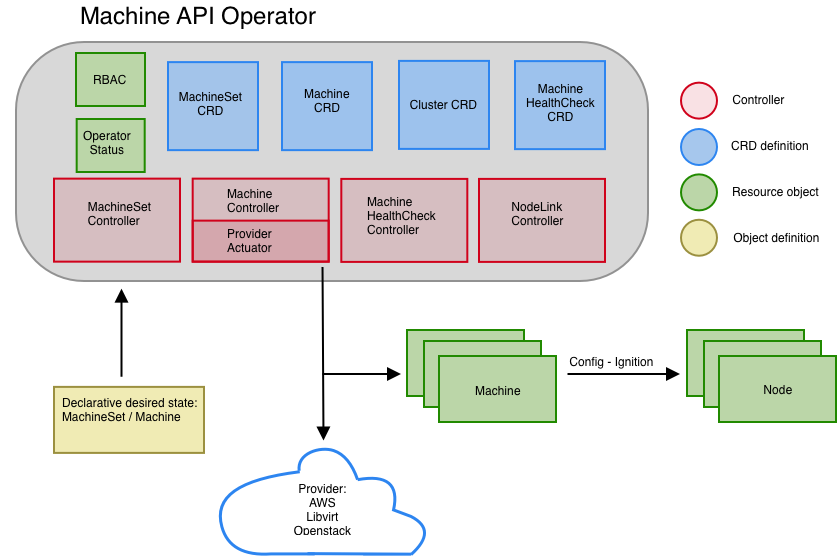 Machine API Operator
RBAC
MachineSet
CRD
Machine
CRD
Cluster CRD
Machine
HealthCheck
CRD
Operator
Status
MachineSet
Controller
Machine
Controller
Provider
Actuator
Machine
HealthCheck
Controller
NodeLink
Controller
Controller
CRD definition
Resource object
Object definition
Declarative desired state:
MachineSet / Machine
Machine
Config - Ignition
Node
Provider:
AWS
Libvirt
Openstack